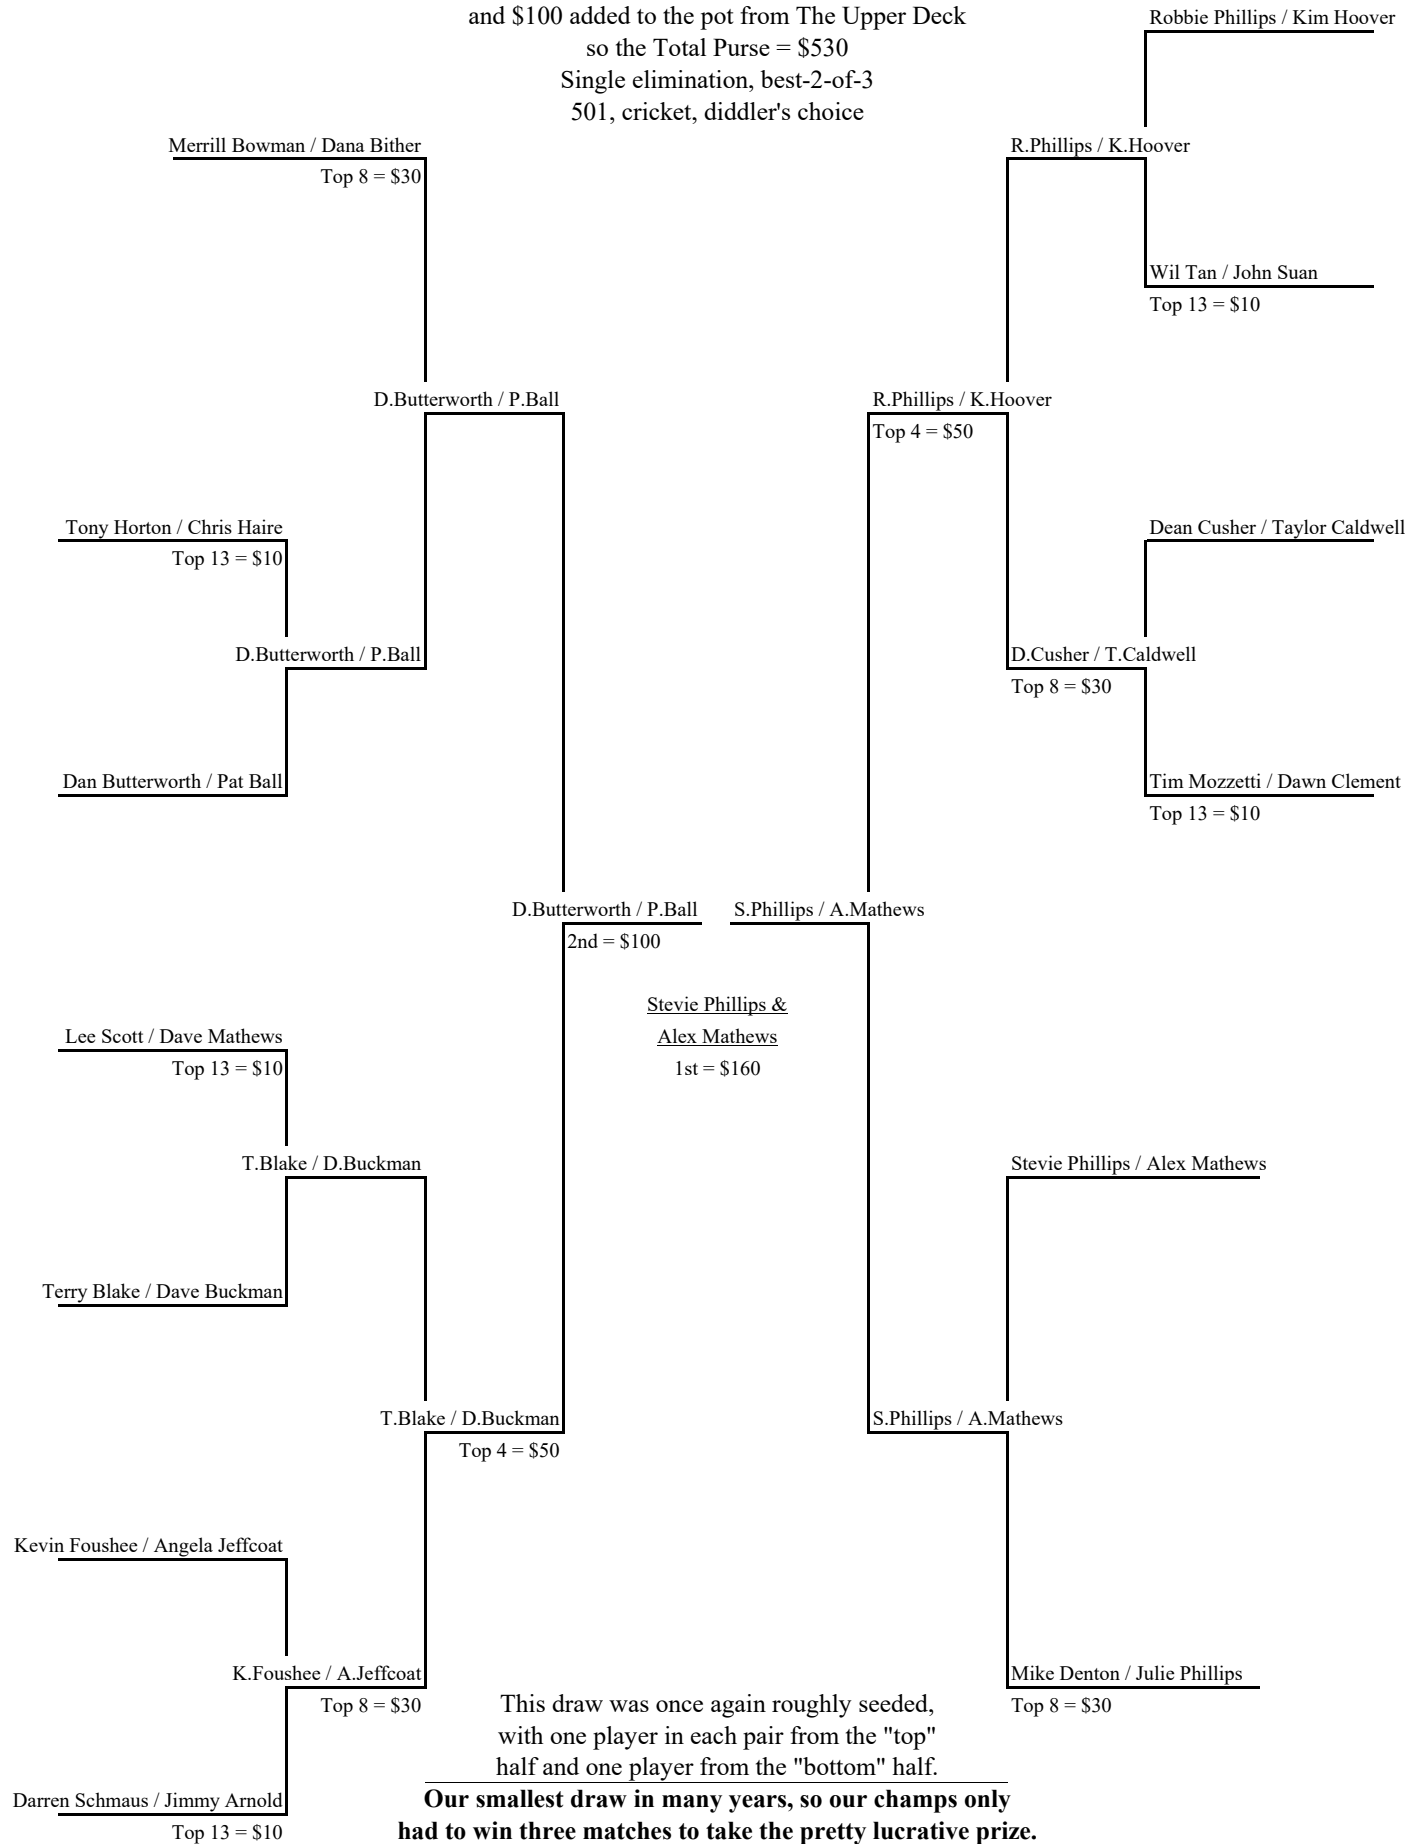 and $100 added to the pot from The Upper Deck
so the Total Purse = $530
Single elimination, best-2-of-3
501, cricket, diddler's choice
Robbie Phillips / Kim Hoover
Merrill Bowman / Dana Bither
Top 8 = $30
R.Phillips / K.Hoover
Wil Tan / John Suan
Top 13 = $10
D.Butterworth / P.Ball
R.Phillips / K.Hoover
Top 4 = $50
Tony Horton / Chris Haire
Top 13 = $10
Dean Cusher / Taylor Caldwell
D.Butterworth / P.Ball
D.Cusher / T.Caldwell
Top 8 = $30
Dan Butterworth / Pat Ball
Tim Mozzetti / Dawn Clement
Top 13 = $10
D.Butterworth / P.Ball
2nd = $100
S.Phillips / A.Mathews
Stevie Phillips &
Alex Mathews
1st = $160
Lee Scott / Dave Mathews
Top 13 = $10
T.Blake / D.Buckman
Stevie Phillips / Alex Mathews
Terry Blake / Dave Buckman
T.Blake / D.Buckman
Top 4 = $50
S.Phillips / A.Mathews
Kevin Foushee / Angela Jeffcoat
K.Foushee / A.Jeffcoat
Top 8 = $30
Mike Denton / Julie Phillips
Top 8 = $30
Darren Schmaus / Jimmy Arnold
Top 13 = $10
This draw was once again roughly seeded,
with one player in each pair from the "top"
half and one player from the "bottom" half.
Our smallest draw in many years, so our champs only
had to win three matches to take the pretty lucrative prize.